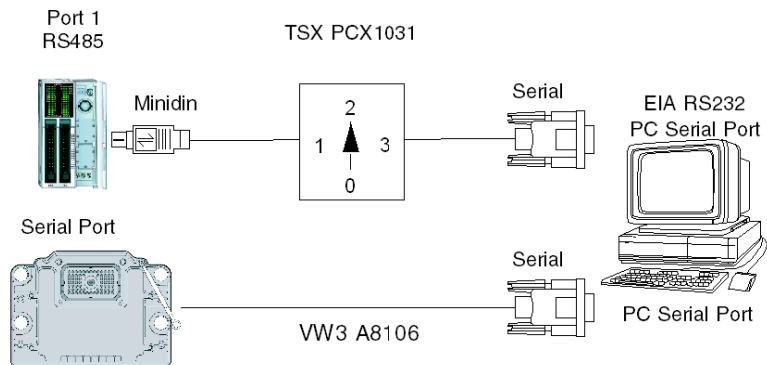 Port 1
RS485
TSX PCX1031
Minidin
2
1
3
0
Serial
EIA RS232
PC Serial Port
Serial Port
VW3 A8106
Serial
PC Serial Port